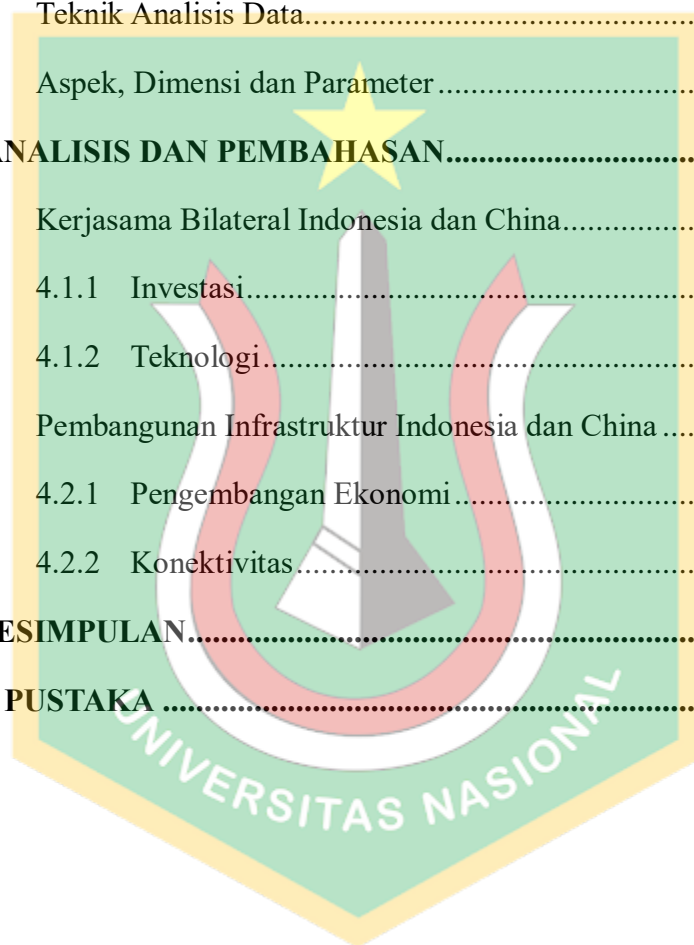 Teknik Analisis Data..............................................
Aspek, Dimensi dan Parameter..............................
ANALISIS DAN PEMBAHASAN..............................
Kerjasama Bilateral Indonesia dan China................
4.1.1 Investasi.....................................................
4.1.2 Teknologi...................................................
Pembangunan Infrastruktur Indonesia dan China....
4.2.1 Pengembangan Ekonomi............................
4.2.2 Konektivitas...............................................
ESIMPULAN...........................................................
PUSTAKA..............................................................
UNIVERSITAS NASIONAL